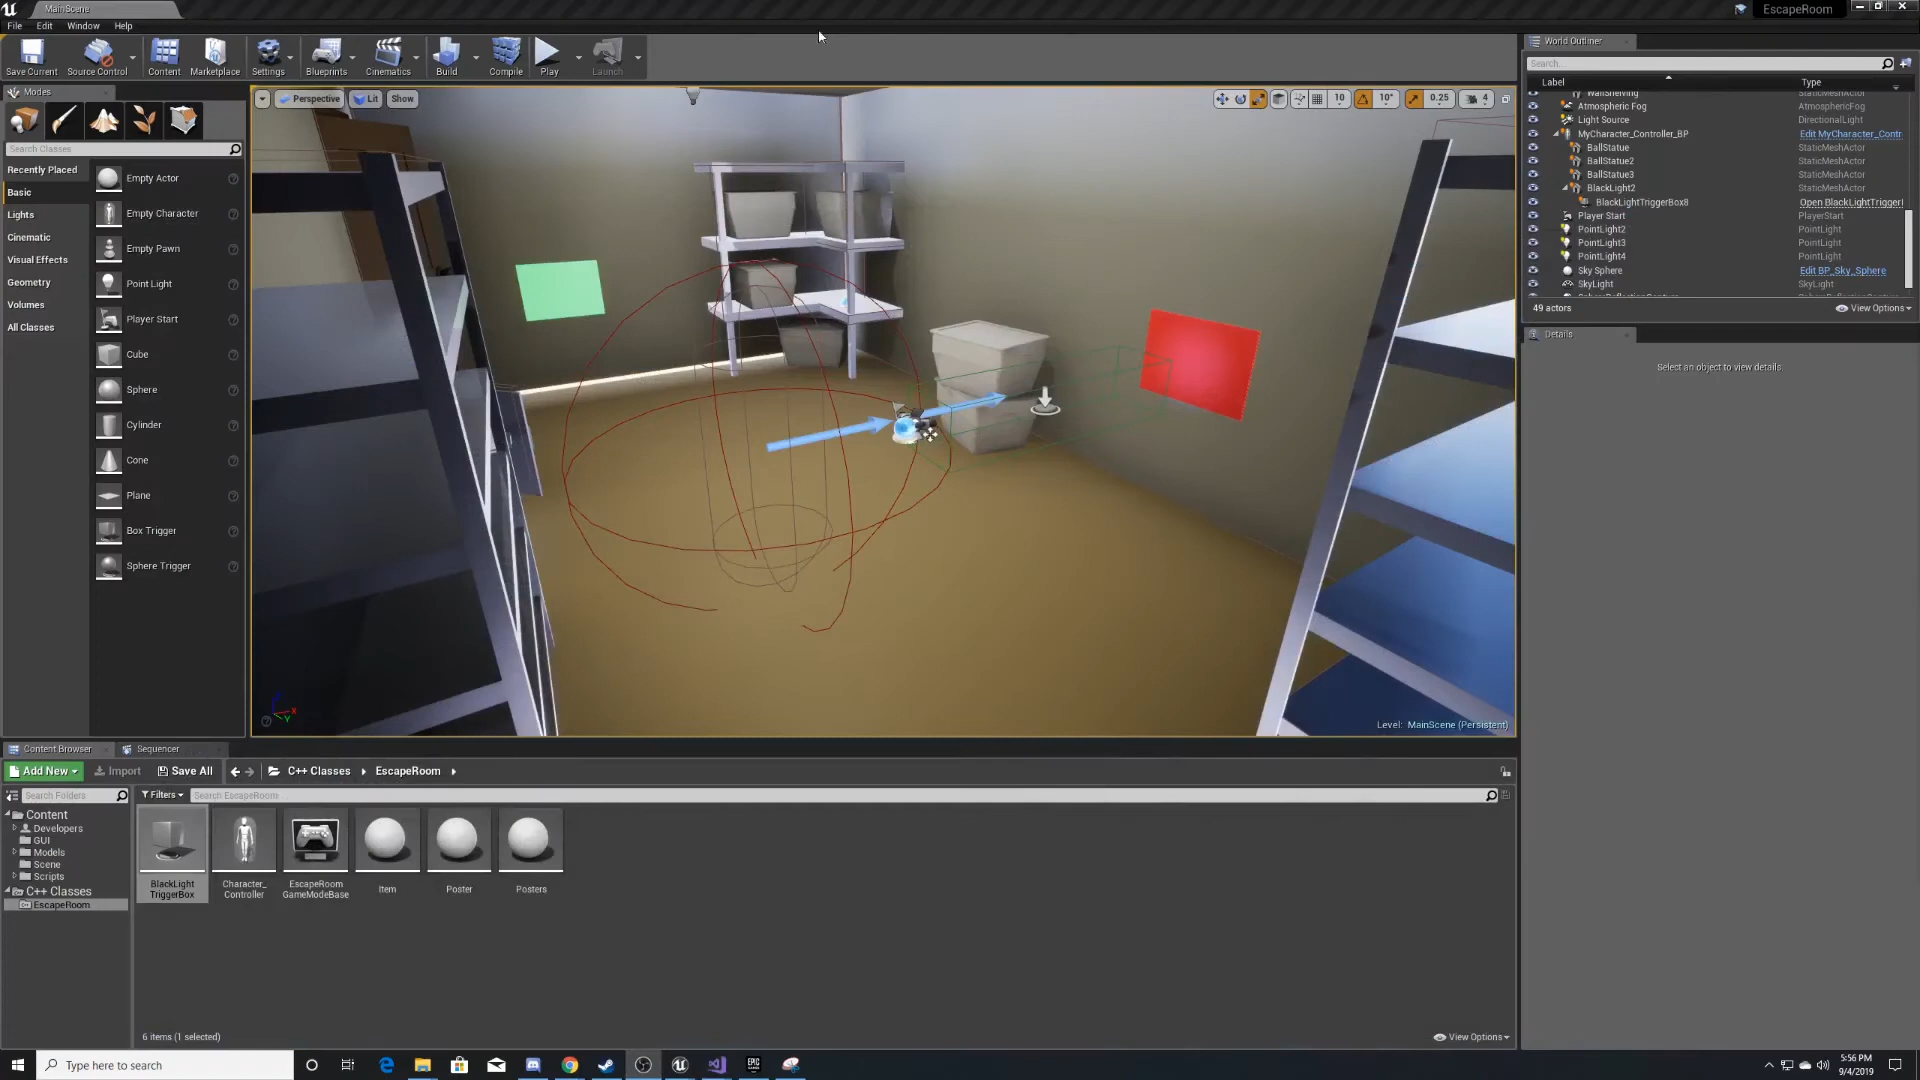 MainScene
EscapeRoom
File Edit Window Help
Save Current
Source Control
Content
Marketplace
Settings
Blueprints
Cinematics
Build
Compile
Play
Launch
Modes
Search Classes
Recently Placed
Basic
Lights
Cinematic
Visual Effects
Geometry
Volumes
All Classes
Empty Actor
Empty Character
Empty Pawn
Point Light
Player Start
Cube
Sphere
Cylinder
Cone
Plane
Box Trigger
Sphere Trigger
Perspective Lit Show
10 10° 0.25 4
Level: MainScene (Persistent)
World Outliner
Search...
Label Type
WallShelving StaticMeshActor
Atmospheric Fog AtmosphericFog
Light Source DirectionalLight
MyCharacter_Controller_BP Edit MyCharacter_Contr
BallStatue StaticMeshActor
BallStatue2 StaticMeshActor
BallStatue3 StaticMeshActor
BlackLight2 StaticMeshActor
BlackLightTriggerBox8 Open BlackLightTriggerI
Player Start PlayerStart
PointLight2 PointLight
PointLight3 PointLight
PointLight4 PointLight
Sky Sphere Edit BP_Sky_Sphere
SkyLight SkyLight
49 actors View Options
Details
Select an object to view details.
Content Browser Sequencer
Add New Import Save All C++ Classes EscapeRoom
Search Folders Filters Search EscapeRoom
Content
Developers
GUI
Models
Scene
Scripts
C++ Classes
EscapeRoom
BlackLight
TriggerBox
Character_
Controller
EscapeRoom
GameModeBase
Item
Poster
Posters
6 items (1 selected)
View Options
Type here to search
5:56 PM
9/4/2019